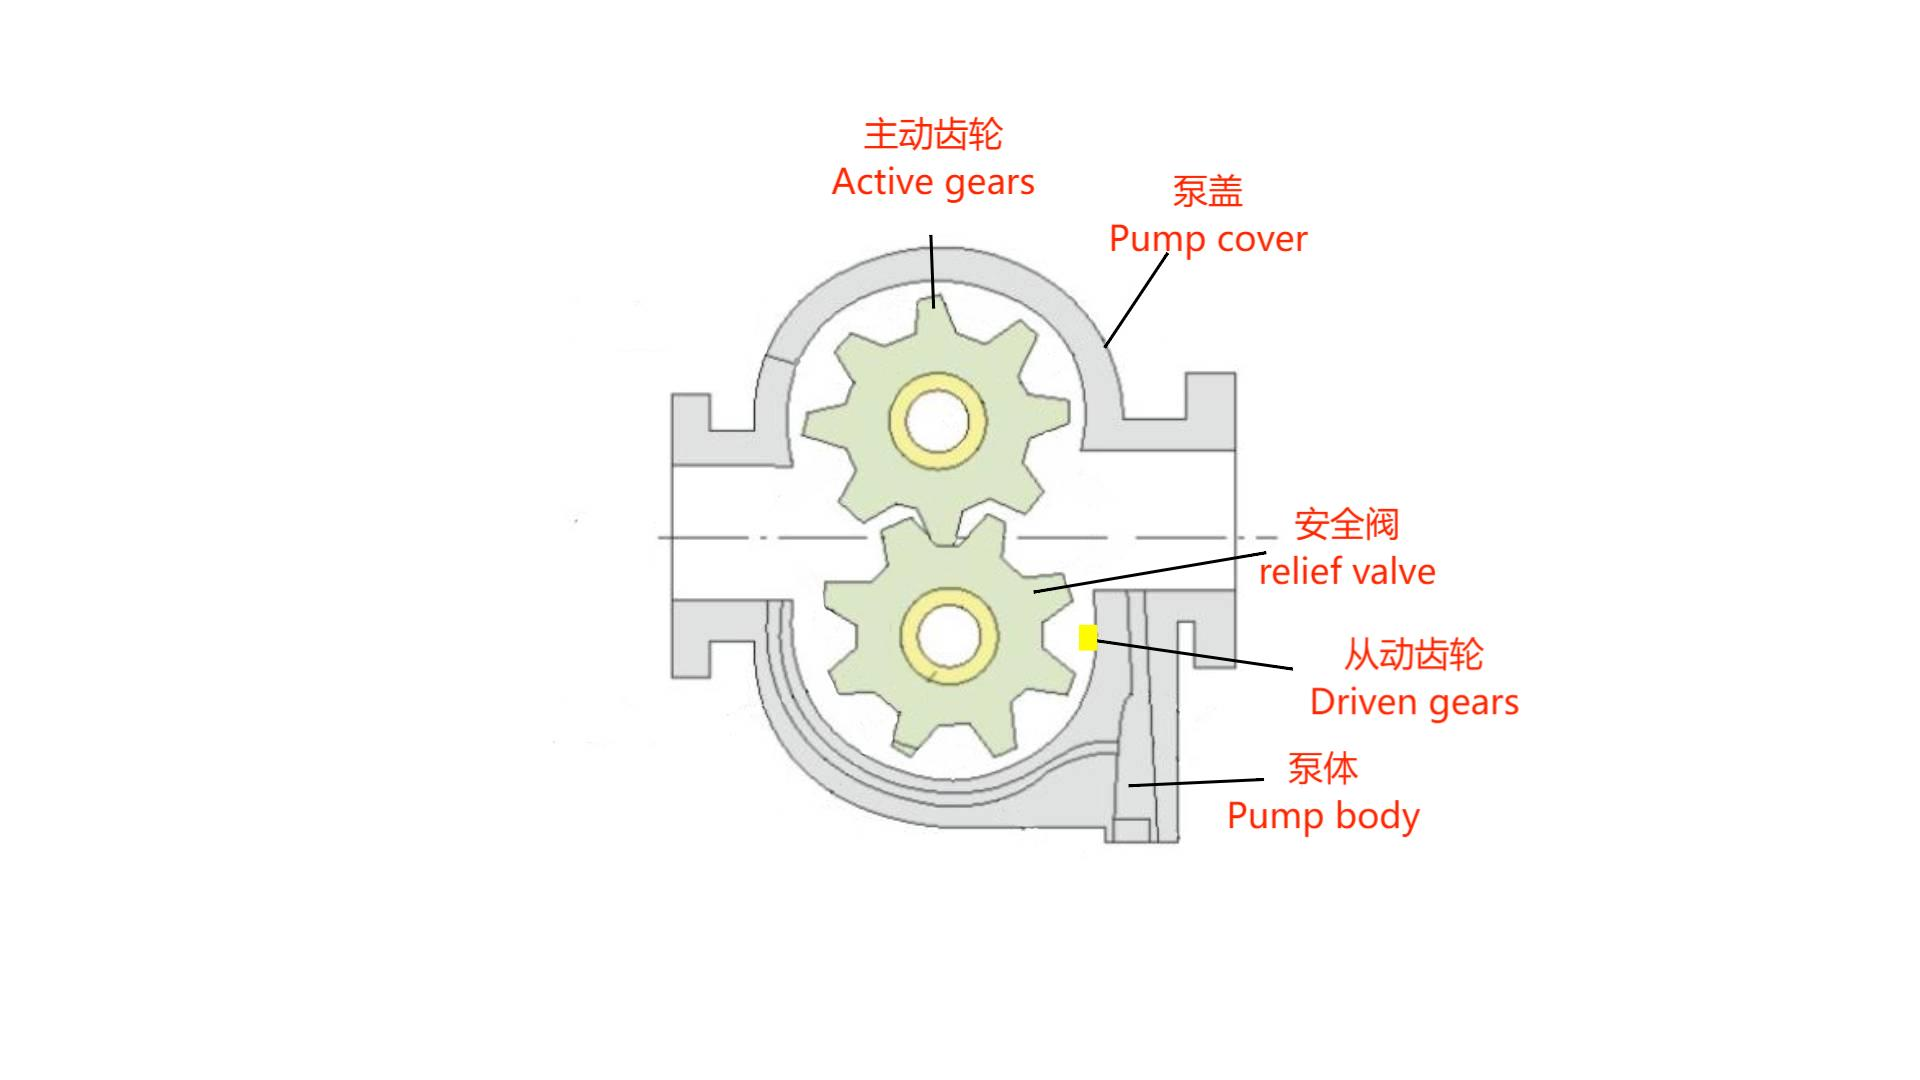 主动齿轮
Active gears
泵盖
Pump cover
安全阀
relief valve
从动齿轮
Driven gears
泵体
Pump body